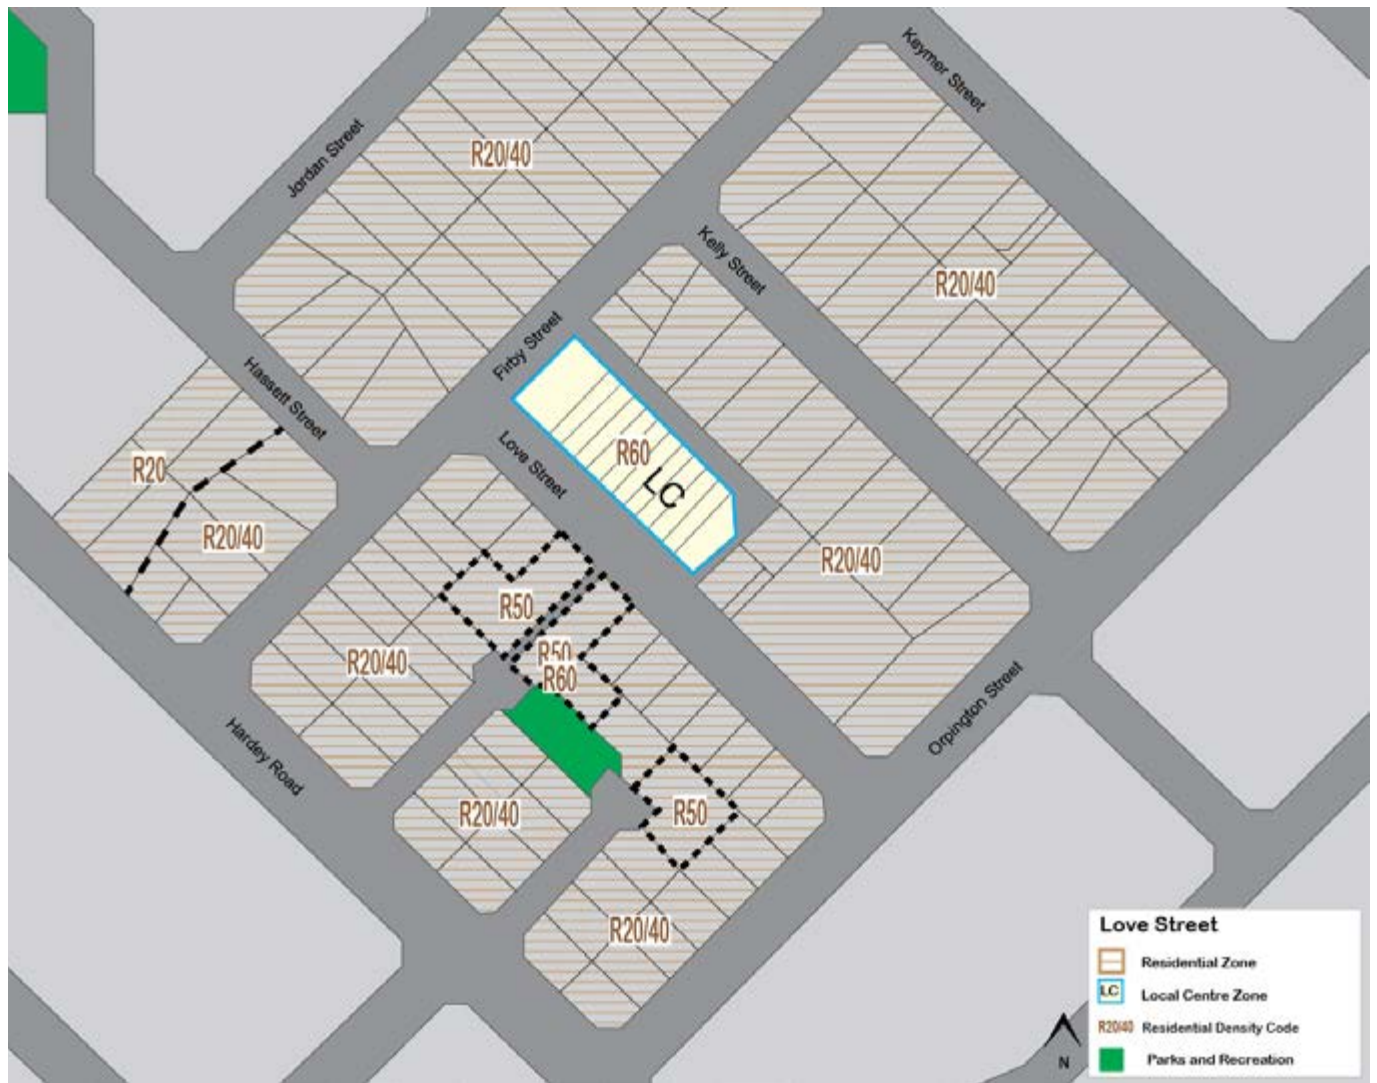 Keymer Street
Jordan Street
R20/40
Kelly Street
R20/40
Firby Street
Hassett Street
Love Street
R60
LC
R20
R20/40
R20/40
R50
R50
R60
R20/40
Orpington Street
Hardey Road
R20/40
R50
R20/40
Love Street
Residential Zone
LC
Local Centre Zone
R20/40
Residential Density Code
Parks and Recreation
N